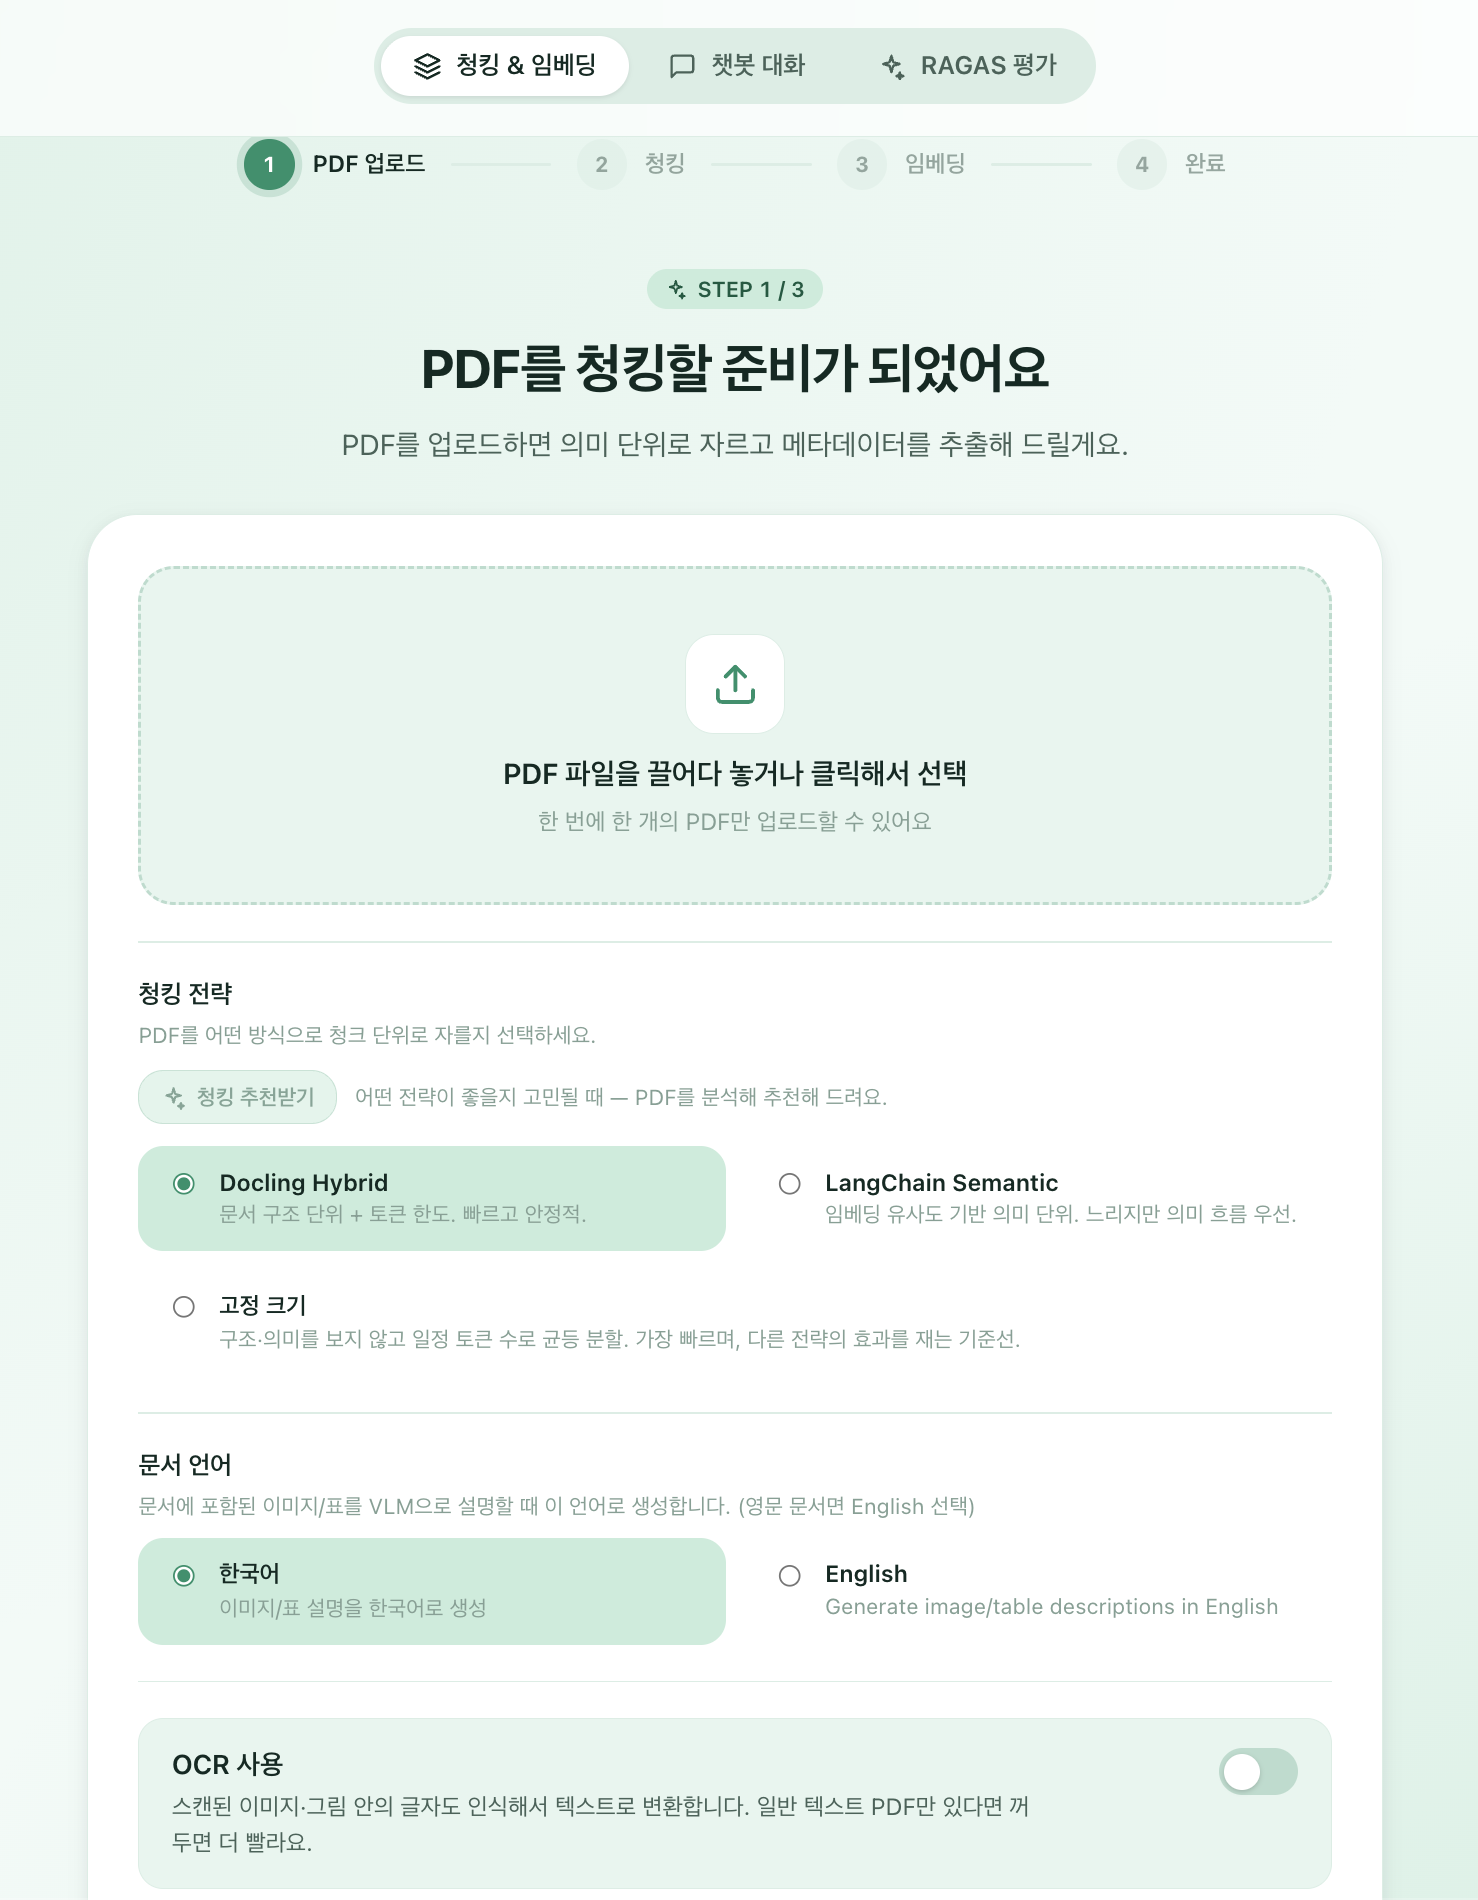 청킹 & 임베딩
챗봇 대화
RAGAS 평가
1 PDF 업로드
2 청킹
3 임베딩
4 완료
STEP 1 / 3
PDF를 청킹할 준비가 되었어요
PDF를 업로드하면 의미 단위로 자르고 메타데이터를 추출해 드릴게요.
PDF 파일을 끌어다 놓거나 클릭해서 선택
한 번에 한 개의 PDF만 업로드할 수 있어요
청킹 전략
PDF를 어떤 방식으로 청크 단위로 자를지 선택하세요.
청킹 추천받기
어떤 전략이 좋을지 고민될 때 — PDF를 분석해 추천해 드려요.
Docling Hybrid
문서 구조 단위 + 토큰 한도. 빠르고 안정적.
LangChain Semantic
임베딩 유사도 기반 의미 단위. 느리지만 의미 흐름 우선.
고정 크기
구조·의미를 보지 않고 일정 토큰 수로 균등 분할. 가장 빠르며, 다른 전략의 효과를 재는 기준선.
문서 언어
문서에 포함된 이미지/표를 VLM으로 설명할 때 이 언어로 생성합니다. (영문 문서면 English 선택)
한국어
이미지/표 설명을 한국어로 생성
English
Generate image/table descriptions in English
OCR 사용
스캔된 이미지·그림 안의 글자도 인식해서 텍스트로 변환합니다. 일반 텍스트 PDF만 있다면 꺼
두면 더 빨라요.